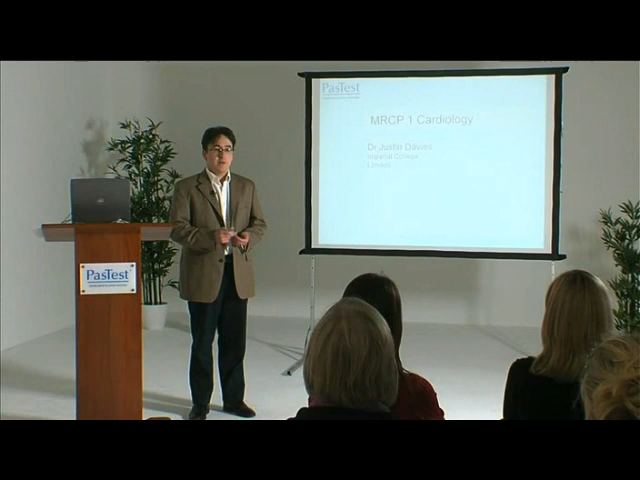 PasTest
MRCP 1 Cardiology
Dr Justin Davies
Imperial College
London
PasTest